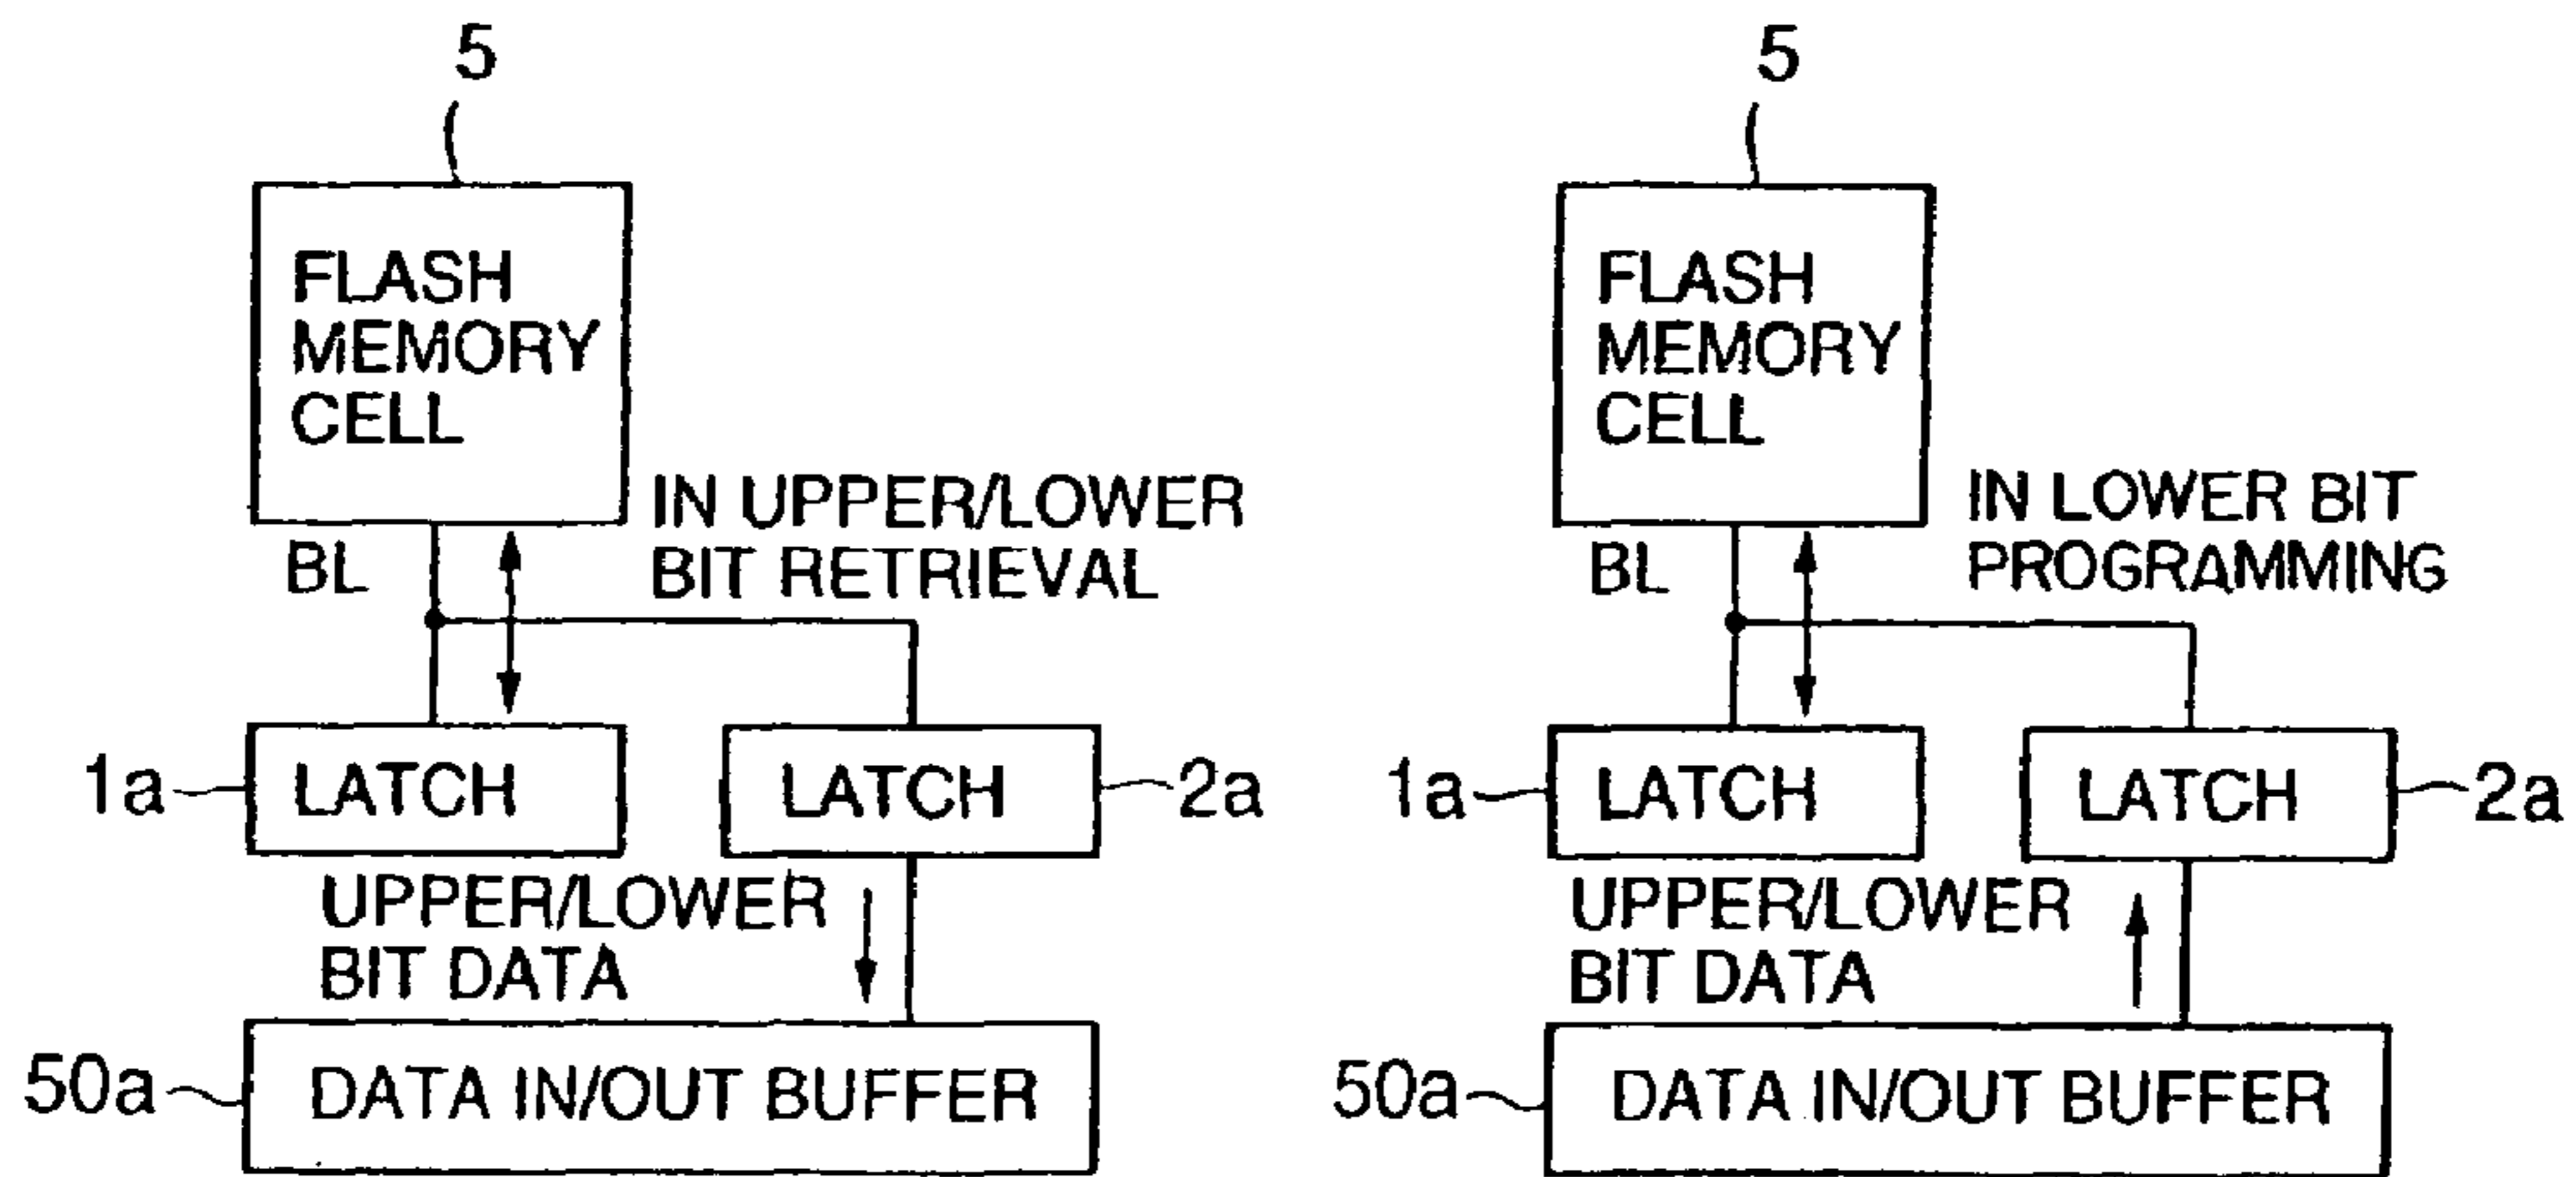 5
FLASH
MEMORY
CELL
BL
IN UPPER/LOWER
BIT RETRIEVAL
1a
LATCH
LATCH
2a
UPPER/LOWER
BIT DATA
50a
DATA IN/OUT BUFFER
5
FLASH
MEMORY
CELL
BL
IN LOWER BIT
PROGRAMMING
1a
LATCH
LATCH
2a
UPPER/LOWER
BIT DATA
50a
DATA IN/OUT BUFFER